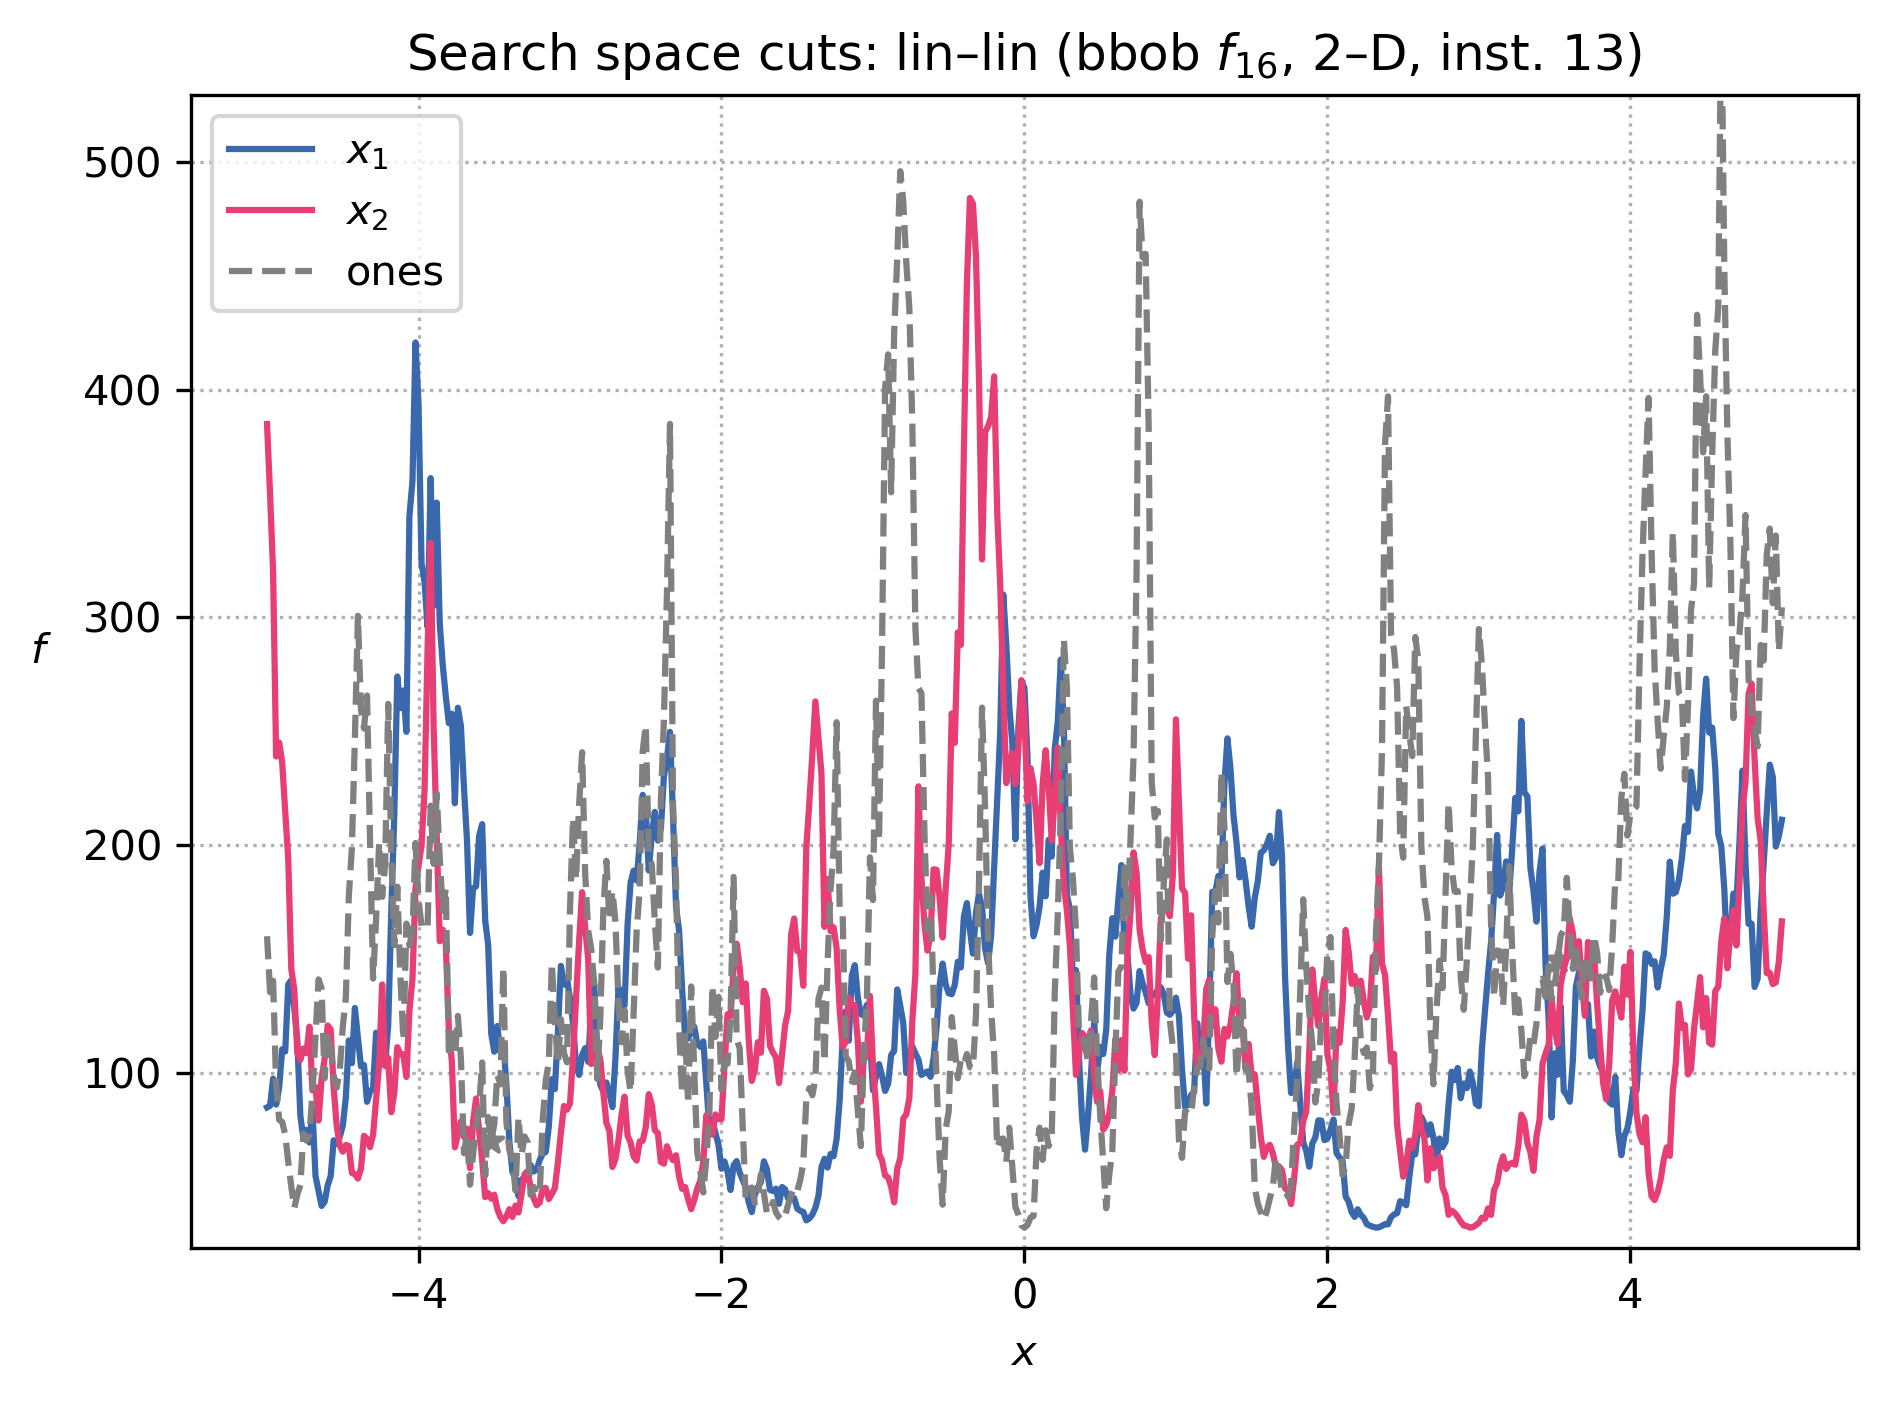 Search space cuts: lin–lin (bbob f₁₆, 2–D, inst. 13)
x₁
x₂
ones
500
400
300
200
100
f
−4
−2
0
2
4
x